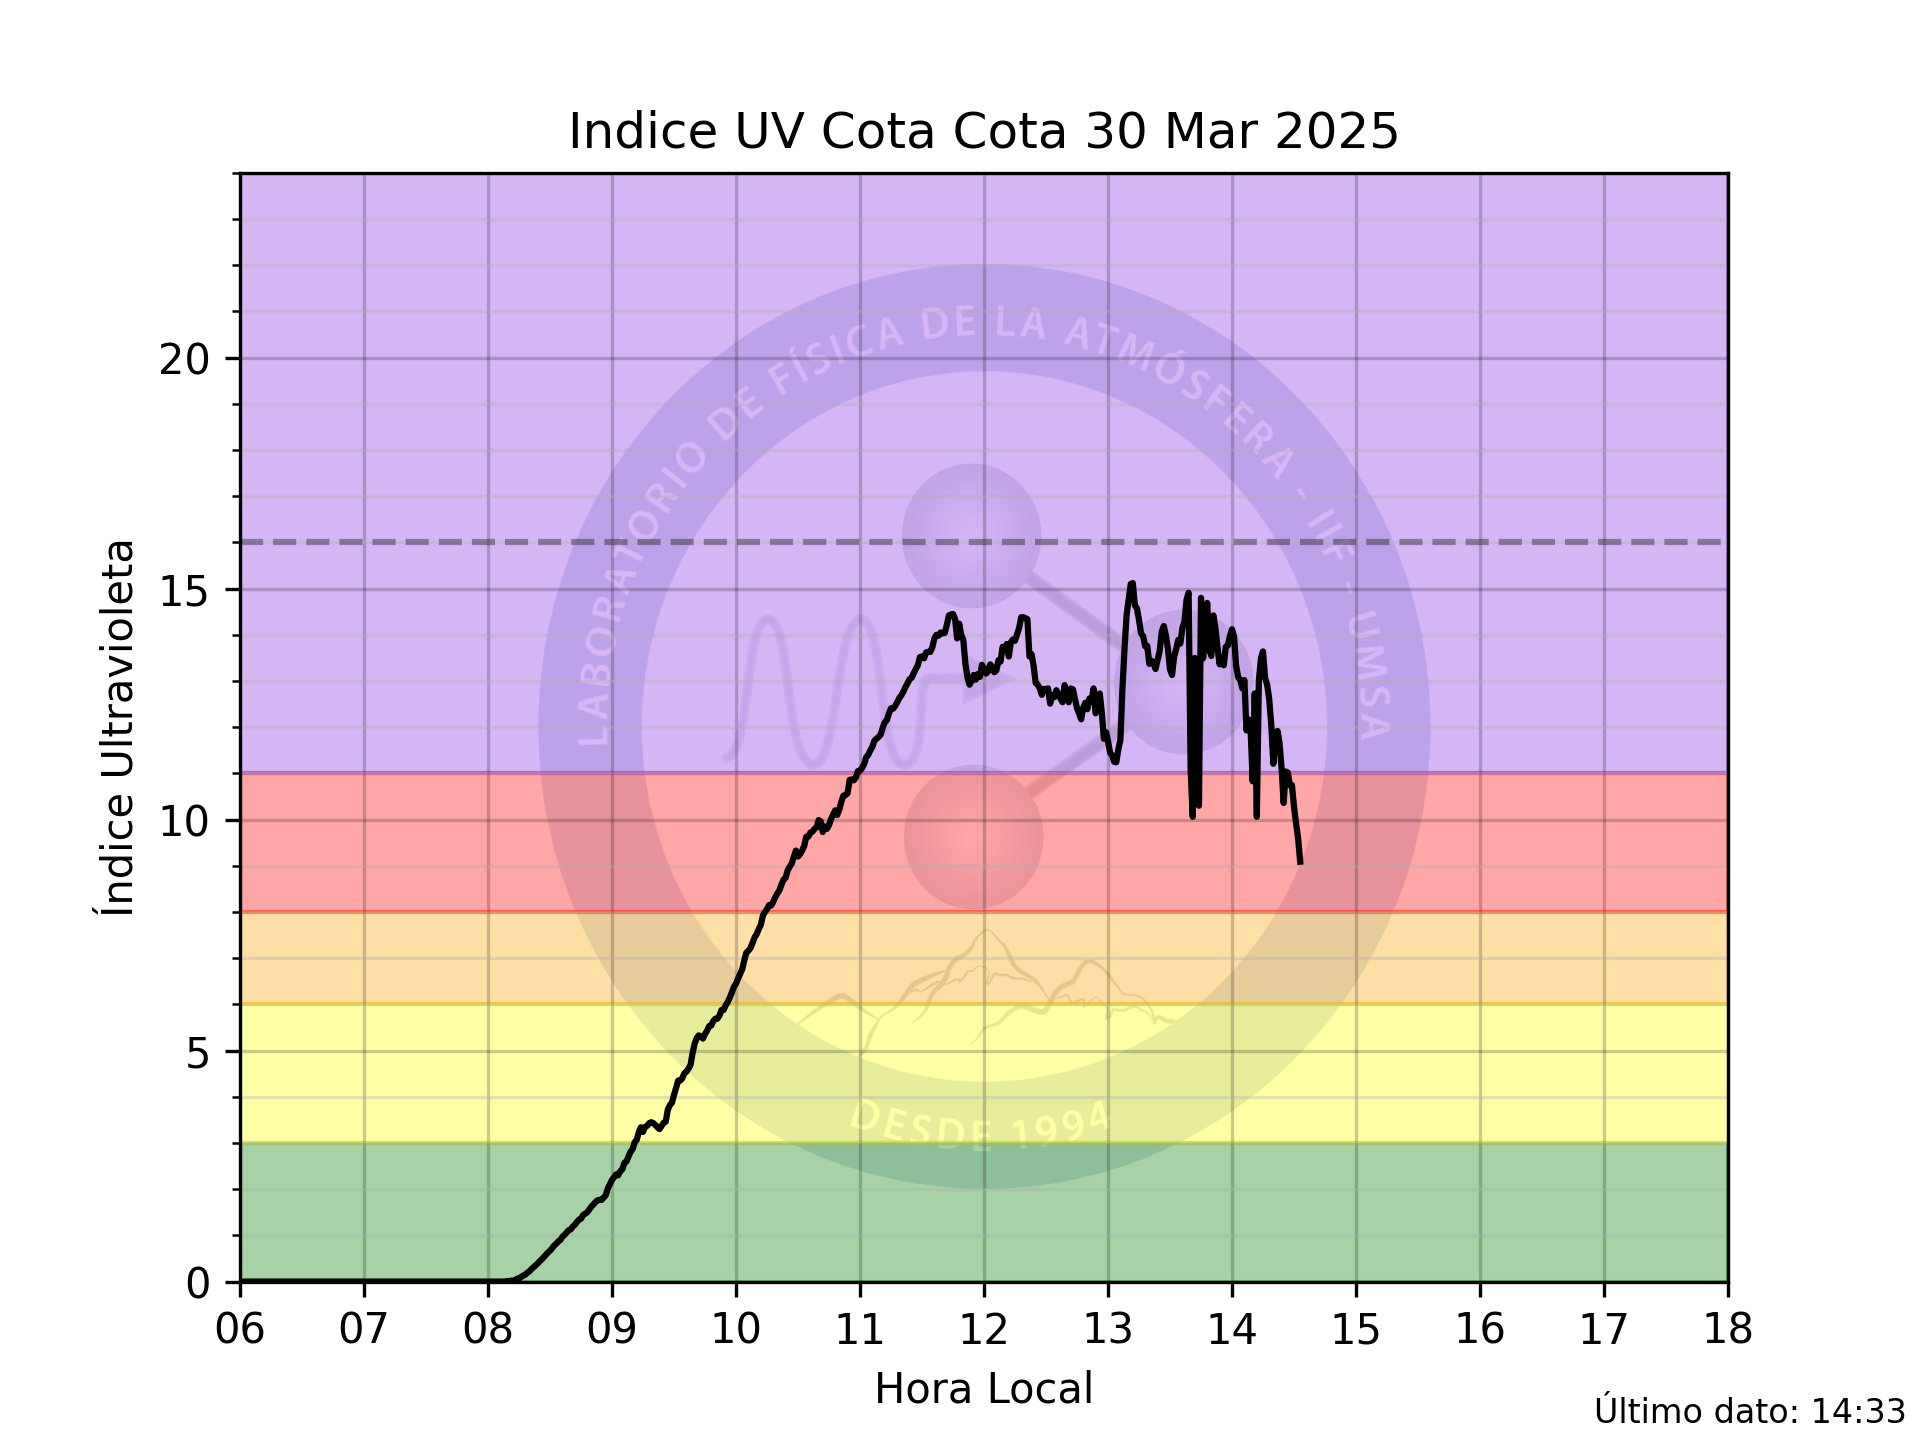 Indice UV Cota Cota 30 Mar 2025
LABORATORIO DE FÍSICA DE LA ATMÓSFERA - IIF - UMSA
DESDE 1994
Índice Ultravioleta
20
15
10
5
0
06 07 08 09 10 11 12 13 14 15 16 17 18
Hora Local
Último dato: 14:33